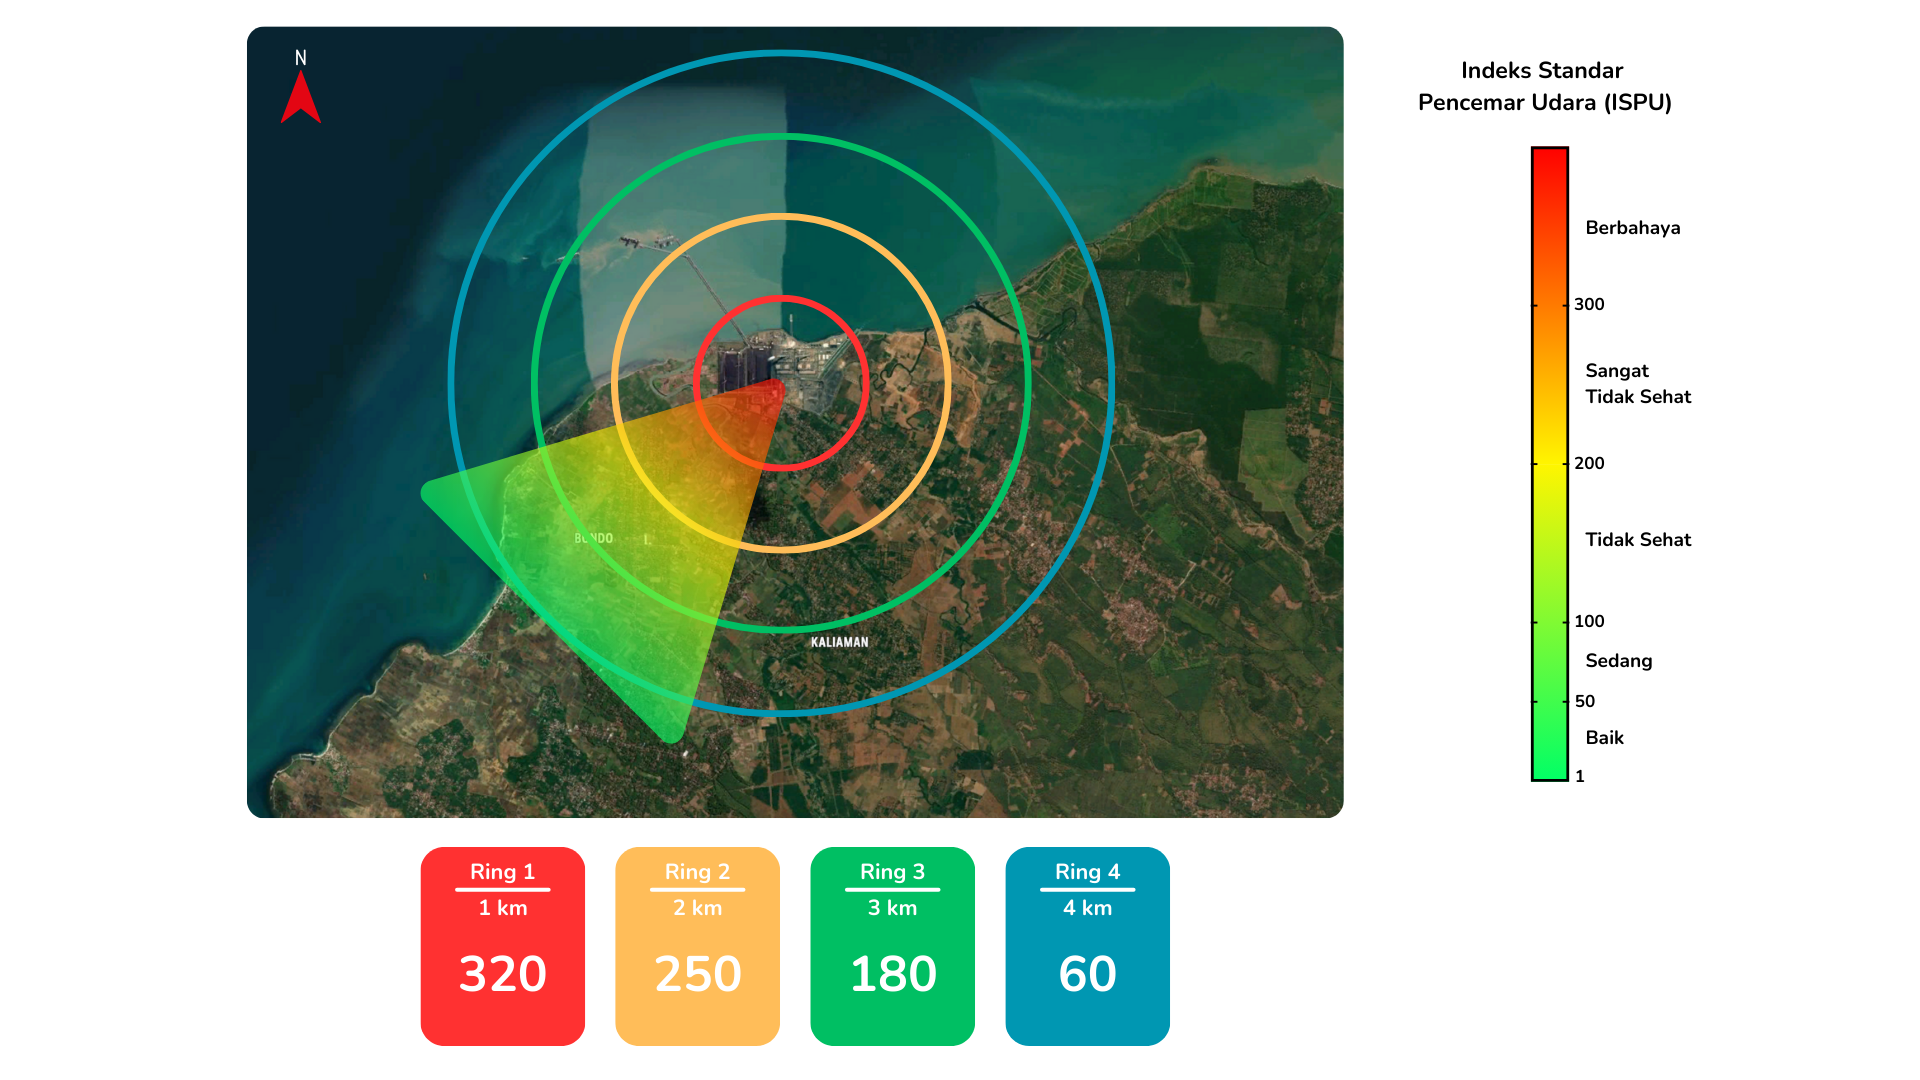 N
Indeks Standar
Pencemar Udara (ISPU)
Berbahaya
300
Sangat
Tidak Sehat
200
Tidak Sehat
100
Sedang
50
Baik
1
BONDO
KALIAMAN
Ring 1
1 km
320
Ring 2
2 km
250
Ring 3
3 km
180
Ring 4
4 km
60